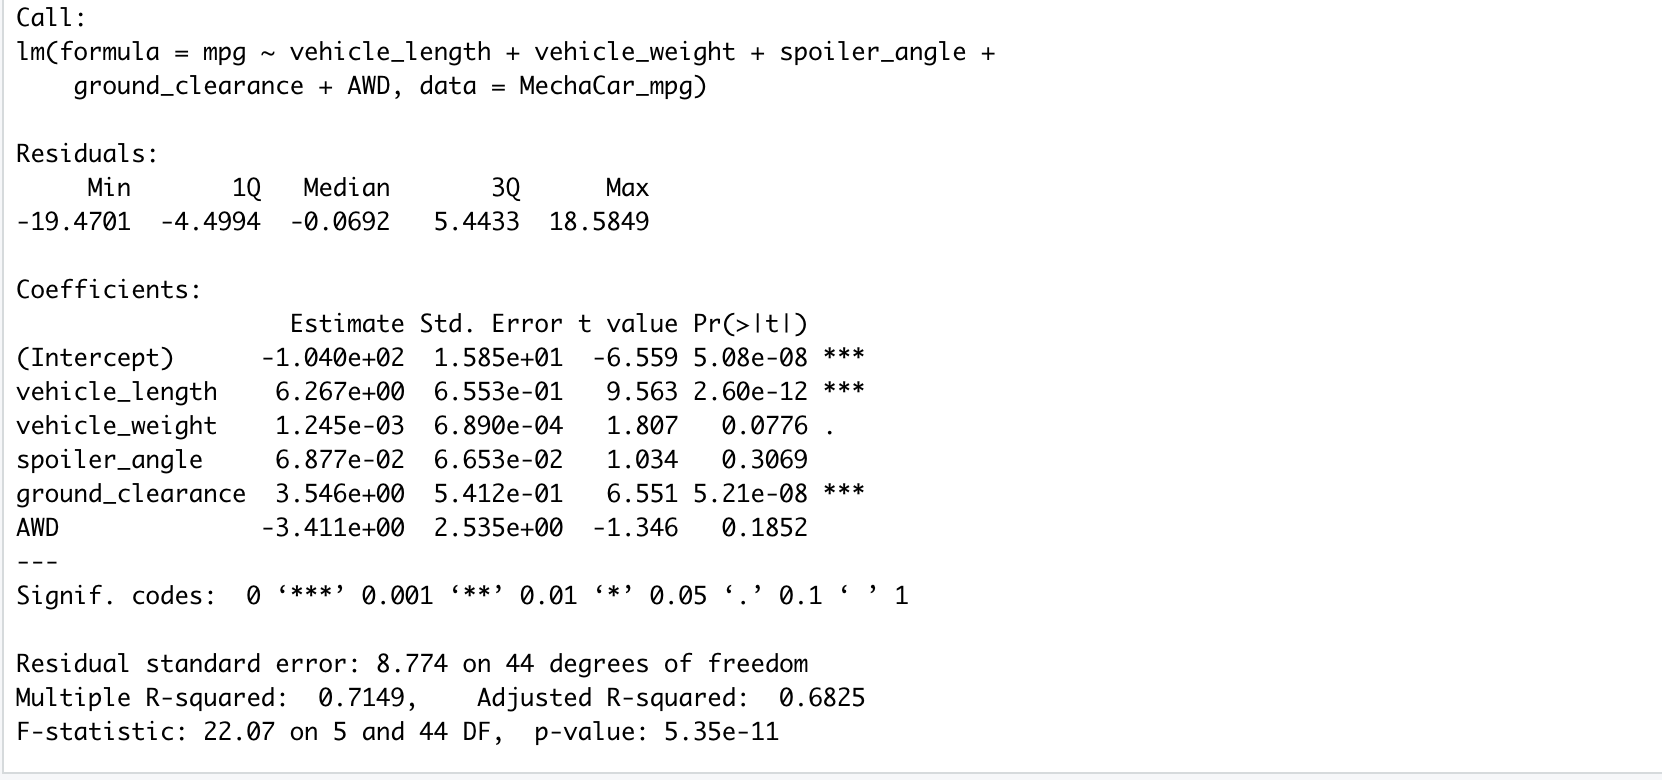 Call:
lm(formula = mpg ~ vehicle_length + vehicle_weight + spoiler_angle +
    ground_clearance + AWD, data = MechaCar_mpg)

Residuals:
     Min       1Q   Median       3Q      Max
-19.4701  -4.4994  -0.0692   5.4433  18.5849

Coefficients:
                   Estimate Std. Error t value Pr(>|t|)
(Intercept)      -1.040e+02  1.585e+01  -6.559 5.08e-08 ***
vehicle_length    6.267e+00  6.553e-01   9.563 2.60e-12 ***
vehicle_weight    1.245e-03  6.890e-04   1.807   0.0776 .
spoiler_angle     6.877e-02  6.653e-02   1.034   0.3069
ground_clearance  3.546e+00  5.412e-01   6.551 5.21e-08 ***
AWD              -3.411e+00  2.535e+00  -1.346   0.1852
---
Signif. codes:  0 ‘***’ 0.001 ‘**’ 0.01 ‘*’ 0.05 ‘.’ 0.1 ‘ ’ 1

Residual standard error: 8.774 on 44 degrees of freedom
Multiple R-squared:  0.7149,    Adjusted R-squared:  0.6825
F-statistic: 22.07 on 5 and 44 DF,  p-value: 5.35e-11